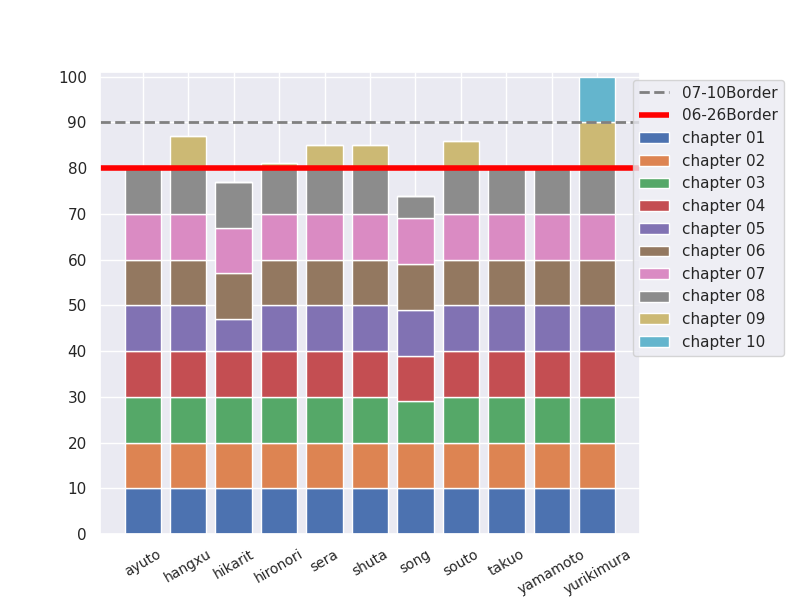 100
90
80
70
60
50
40
30
20
10
0
ayuto
hangxu
hikarit
hironori
sera
shuta
song
souto
takuo
yamamoto
yurikimura
07-10Border
06-26Border
chapter 01
chapter 02
chapter 03
chapter 04
chapter 05
chapter 06
chapter 07
chapter 08
chapter 09
chapter 10